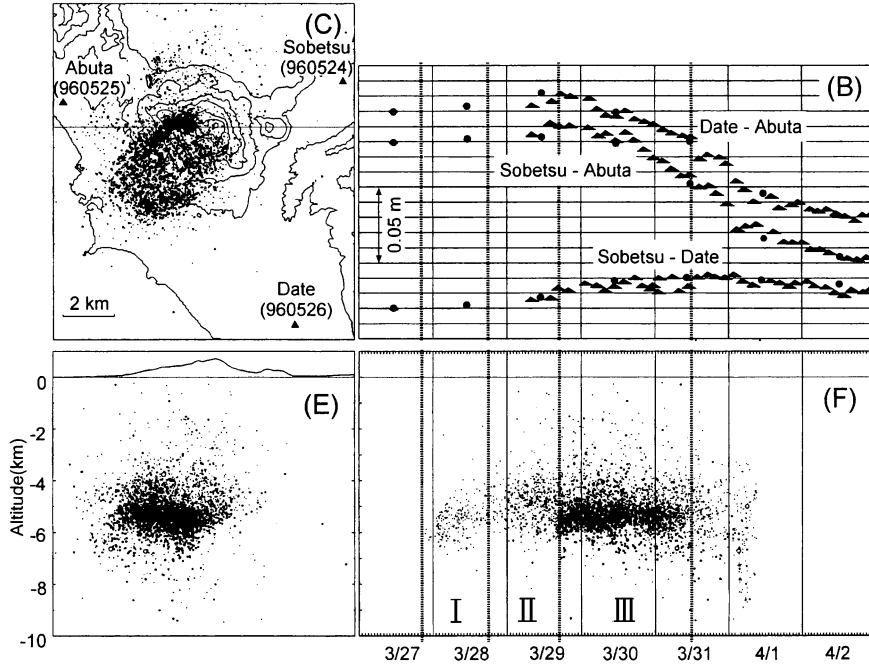 (C)
Abuta
(960525)
Sobetsu
(960524)
Date
(960526)
2 km
(B)
Date - Abuta
Sobetsu - Abuta
0.05 m
Sobetsu - Date
(E)
Altitude(km)
0
-2
-4
-6
-8
-10
(F)
I
II
III
3/27
3/28
3/29
3/30
3/31
4/1
4/2